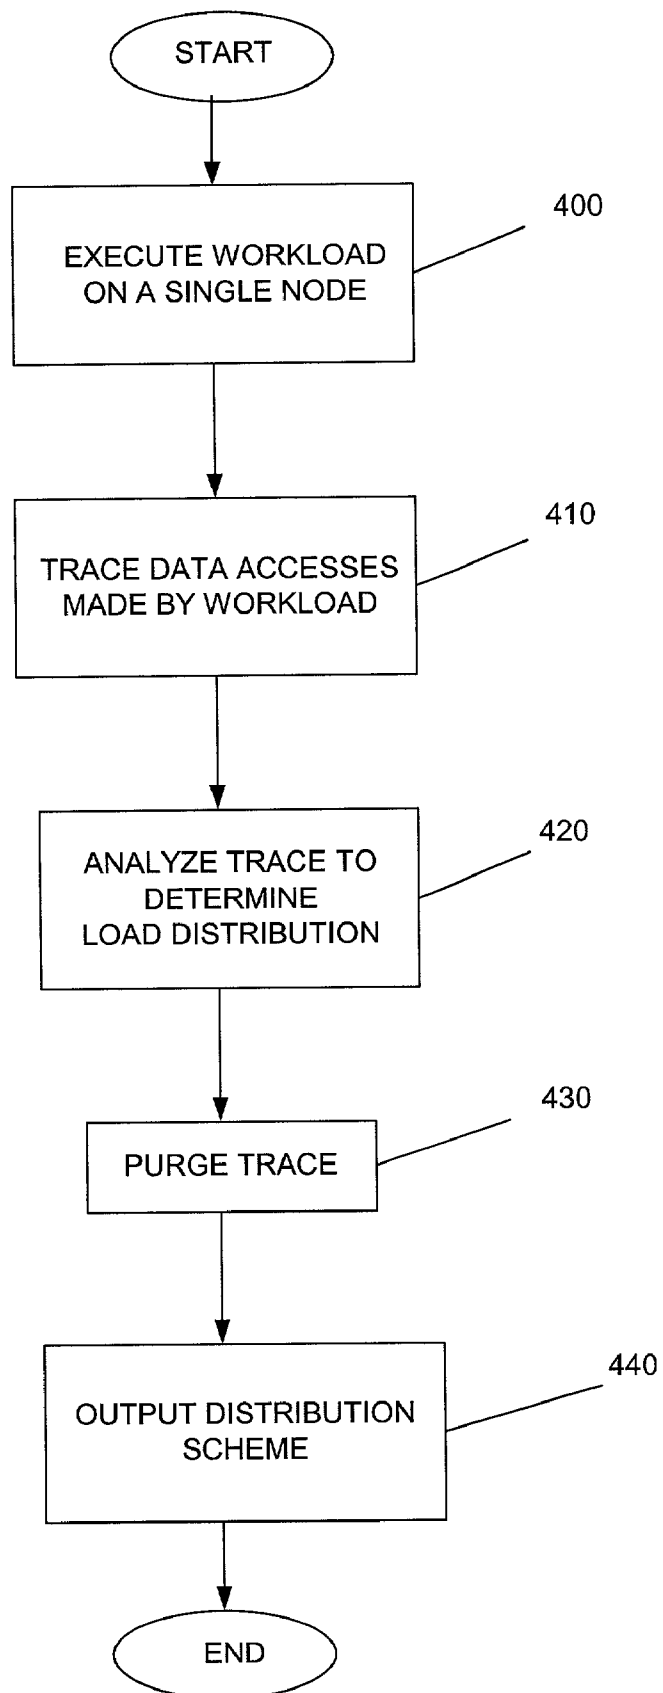 START
400
EXECUTE WORKLOAD
ON A SINGLE NODE
410
TRACE DATA ACCESSES
MADE BY WORKLOAD
420
ANALYZE TRACE TO
DETERMINE
LOAD DISTRIBUTION
430
PURGE TRACE
440
OUTPUT DISTRIBUTION
SCHEME
END